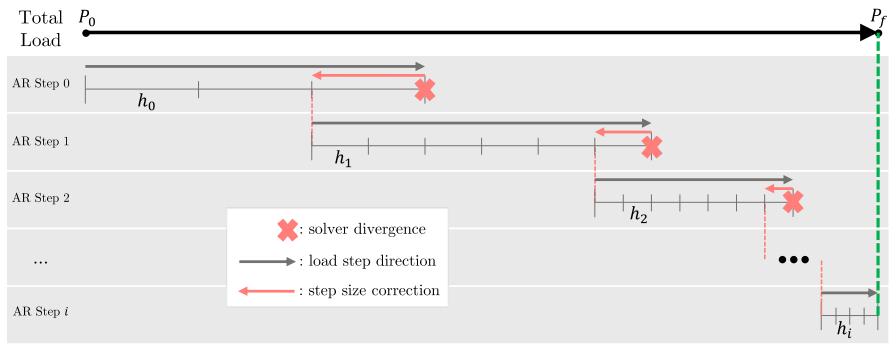 Total
Load
P₀
P_f
AR Step 0
h₀
AR Step 1
h₁
AR Step 2
h₂
: solver divergence
: load step direction
: step size correction
...
•••
AR Step i
hᵢ